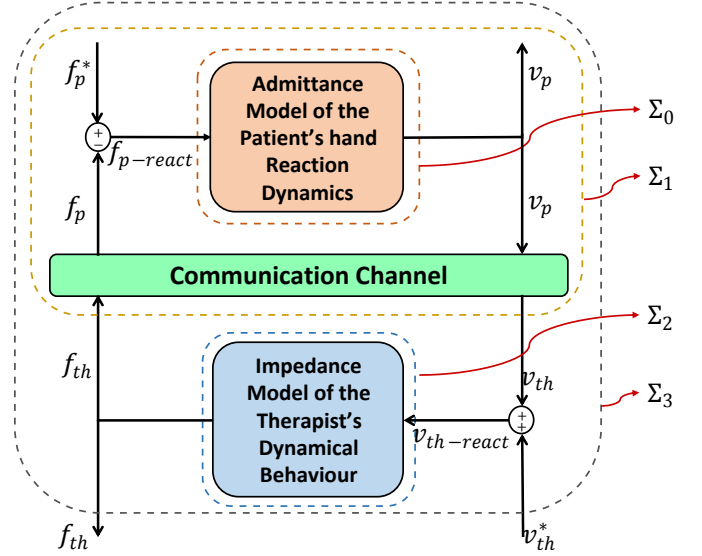 f_p^*
+
−
f_{p−react}
f_p
Admittance
Model of the
Patient's hand
Reaction
Dynamics
v_p
v_p
Σ_0
Σ_1
Communication Channel
f_{th}
Impedance
Model of the
Therapist's
Dynamical
Behaviour
v_{th}
+
+
v_{th−react}
Σ_2
Σ_3
f_{th}
v_{th}^*